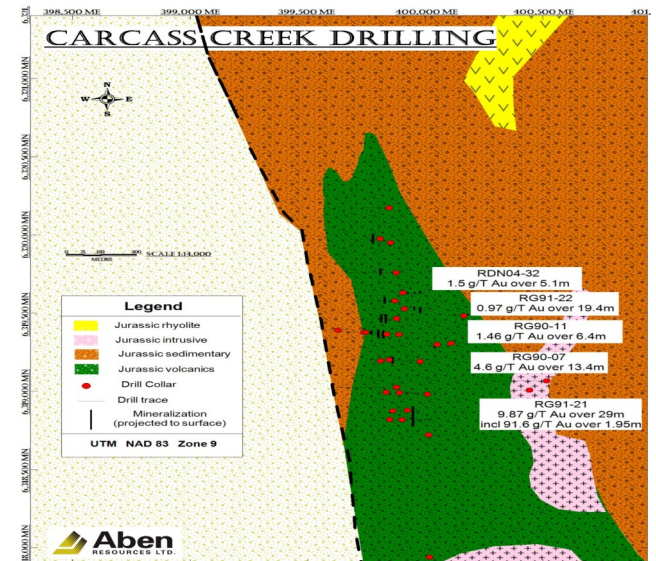 398,500 ME
399,000 ME
399,500 ME
400,000 ME
400,500 ME
401,
CARCASS CREEK DRILLING
N
W
E
S
METRES
SCALE 1:14,000
RDN04-32
1.5 g/T Au over 5.1m
RG91-22
0.97 g/T Au over 19.4m
RG90-11
1.46 g/T Au over 6.4m
RG90-07
4.6 g/T Au over 13.4m
RG91-21
9.87 g/T Au over 29m
incl 91.6 g/T Au over 1.95m
Legend
Jurassic rhyolite
Jurassic intrusive
Jurassic sedimentary
Jurassic volcanics
Drill Collar
Drill trace
Mineralization
(projected to surface)
UTM NAD 83 Zone 9
Aben
RESOURCES LTD.